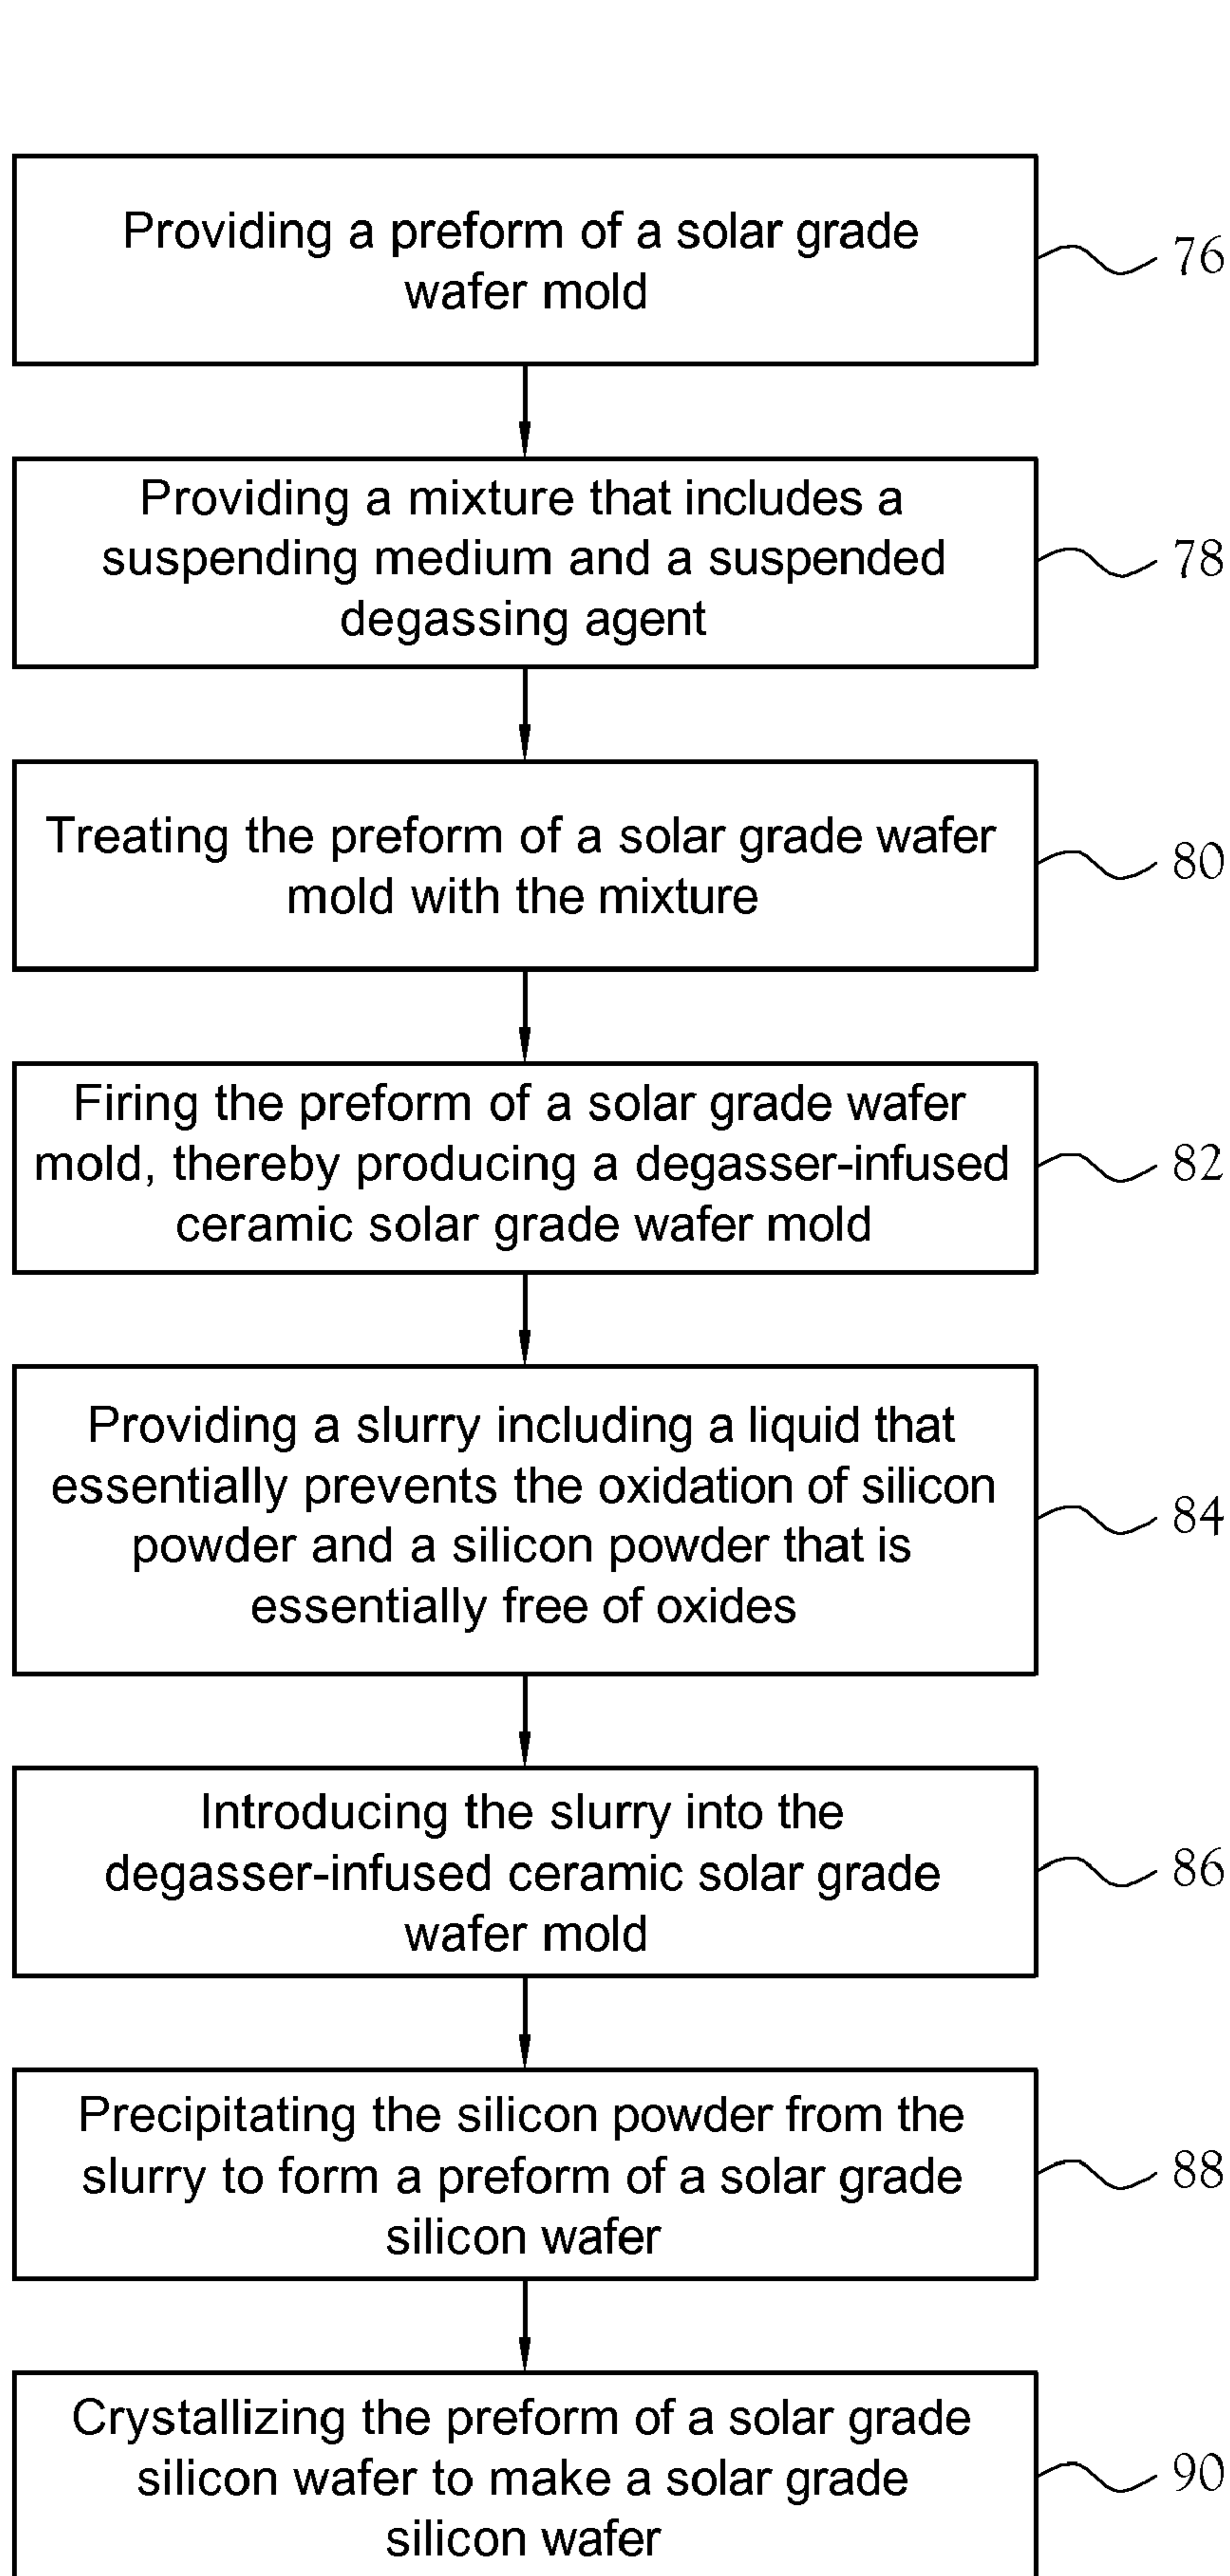 Providing a preform of a solar grade
wafer mold
76
Providing a mixture that includes a
suspending medium and a suspended
degassing agent
78
Treating the preform of a solar grade wafer
mold with the mixture
80
Firing the preform of a solar grade wafer
mold, thereby producing a degasser-infused
ceramic solar grade wafer mold
82
Providing a slurry including a liquid that
essentially prevents the oxidation of silicon
powder and a silicon powder that is
essentially free of oxides
84
Introducing the slurry into the
degasser-infused ceramic solar grade
wafer mold
86
Precipitating the silicon powder from the
slurry to form a preform of a solar grade
silicon wafer
88
Crystallizing the preform of a solar grade
silicon wafer to make a solar grade
silicon wafer
90